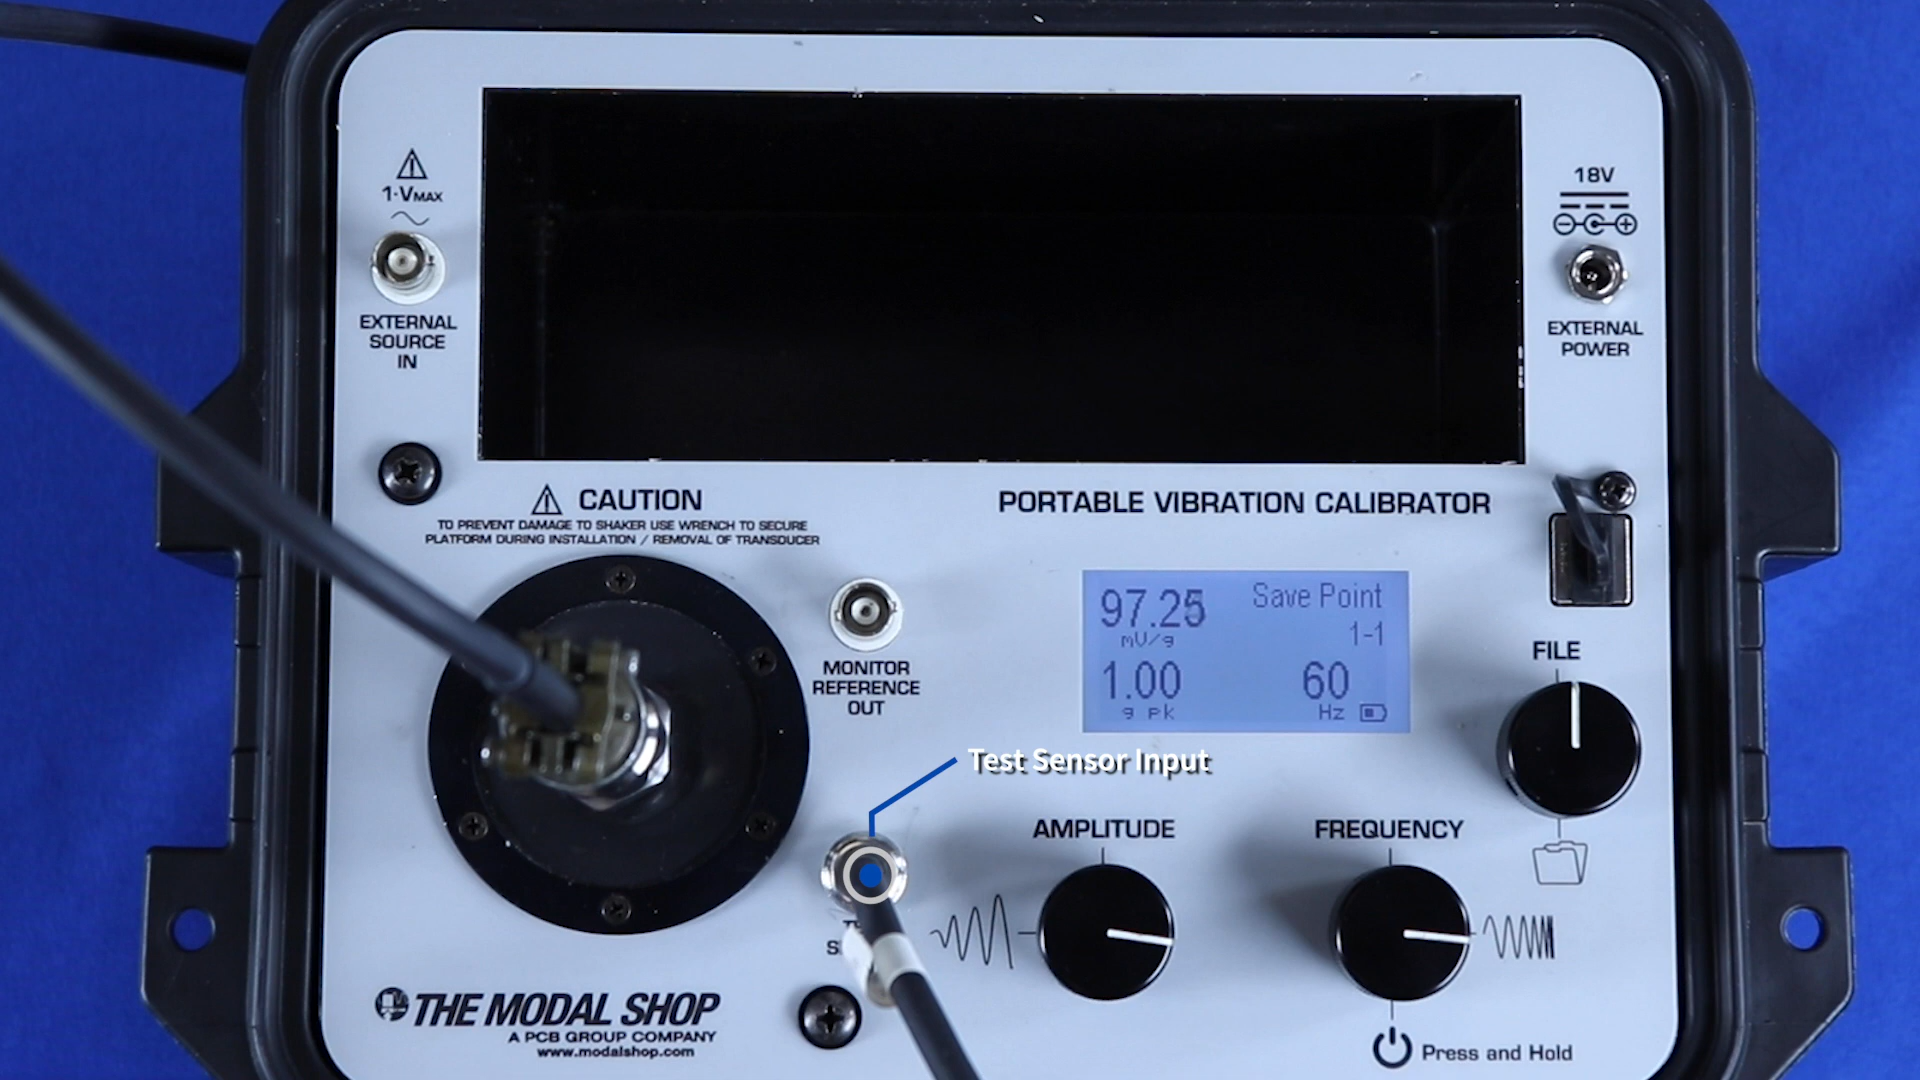 1·VMAX
EXTERNAL
SOURCE
IN
18V
EXTERNAL
POWER
CAUTION
TO PREVENT DAMAGE TO SHAKER USE WRENCH TO SECURE
PLATFORM DURING INSTALLATION / REMOVAL OF TRANSDUCER
PORTABLE VIBRATION CALIBRATOR
MONITOR
REFERENCE
OUT
97.25 Save Point
mV/g 1-1
1.00 60
g pk Hz
FILE
Test Sensor Input
AMPLITUDE
FREQUENCY
THE MODAL SHOP
A PCB GROUP COMPANY
www.modalshop.com
Press and Hold